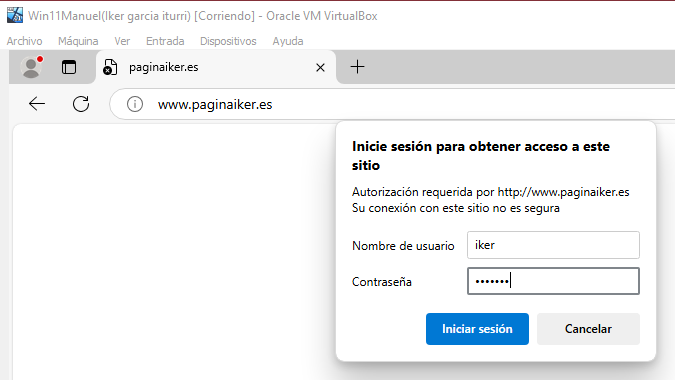 Win11Manuel(Iker garcia iturri) [Corriendo] - Oracle VM VirtualBox
Archivo Máquina Ver Entrada Dispositivos Ayuda
paginaiker.es
www.paginaiker.es
Inicie sesión para obtener acceso a este
sitio
Autorización requerida por http://www.paginaiker.es
Su conexión con este sitio no es segura
Nombre de usuario iker
Contraseña •••••••
Iniciar sesión Cancelar